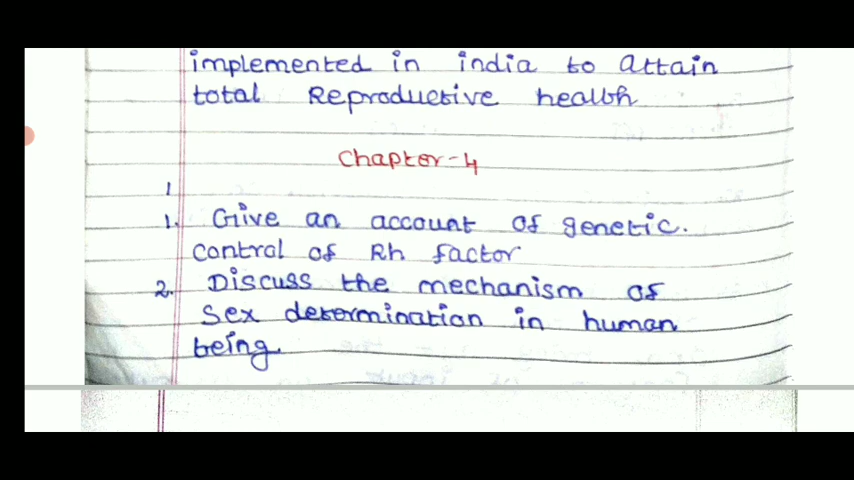 implemented in india to attain
total Reproductive health
Chapter-4
1
1. Give an account of genetic.
control of Rh factor
2. Discuss the mechanism of
Sex determination in human
being.